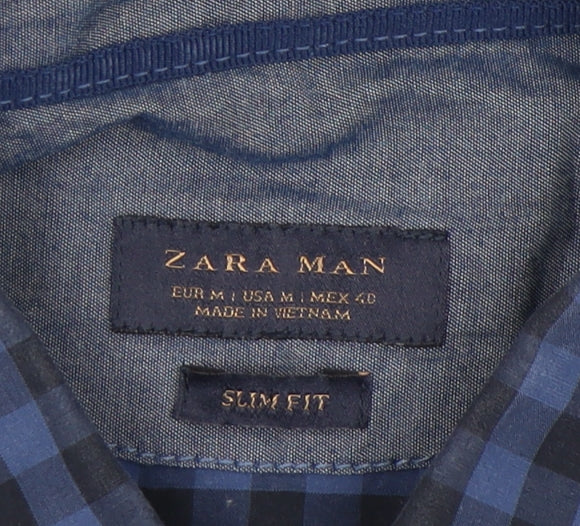 ZARA MAN
EUR M | USA M | MEX 40
MADE IN VIETNAM
SLIM FIT